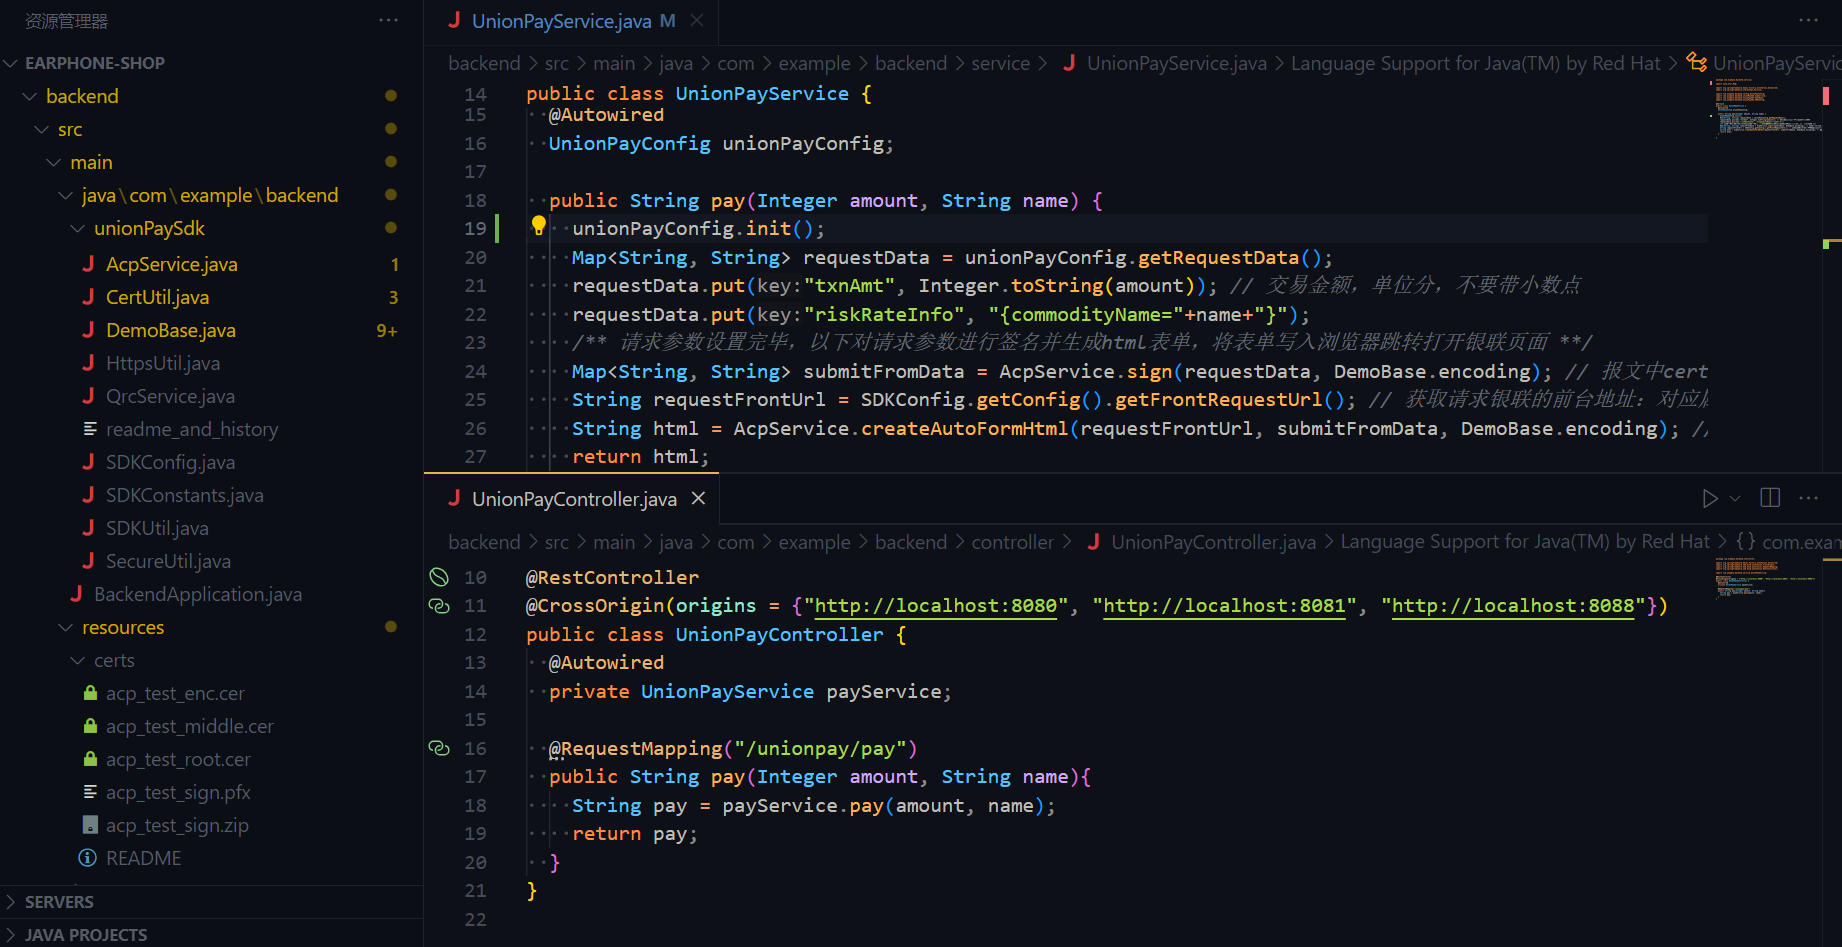 资源管理器
EARPHONE-SHOP
backend
src
main
java\com\example\backend
unionPaySdk
AcpService.java 1
CertUtil.java 3
DemoBase.java 9+
HttpsUtil.java
QrcService.java
readme_and_history
SDKConfig.java
SDKConstants.java
SDKUtil.java
SecureUtil.java
BackendApplication.java
resources
certs
acp_test_enc.cer
acp_test_middle.cer
acp_test_root.cer
acp_test_sign.pfx
acp_test_sign.zip
README
SERVERS
JAVA PROJECTS
UnionPayService.java M
backend > src > main > java > com > example > backend > service > UnionPayService.java > Language Support for Java(TM) by Red Hat > UnionPayServic
14 public class UnionPayService {
15 @Autowired
16 UnionPayConfig unionPayConfig;
17
18 public String pay(Integer amount, String name) {
19 unionPayConfig.init();
20 Map<String, String> requestData = unionPayConfig.getRequestData();
21 requestData.put(key:"txnAmt", Integer.toString(amount)); // 交易金额，单位分，不要带小数点
22 requestData.put(key:"riskRateInfo", "{commodityName="+name+"}");
23 /** 请求参数设置完毕，以下对请求参数进行签名并生成html表单，将表单写入浏览器跳转打开银联页面 **/
24 Map<String, String> submitFromData = AcpService.sign(requestData, DemoBase.encoding); // 报文中cert
25 String requestFrontUrl = SDKConfig.getConfig().getFrontRequestUrl(); // 获取请求银联的前台地址：对应
26 String html = AcpService.createAutoFormHtml(requestFrontUrl, submitFromData, DemoBase.encoding); //
27 return html;
UnionPayController.java
backend > src > main > java > com > example > backend > controller > UnionPayController.java > Language Support for Java(TM) by Red Hat > {} com.exam
10 @RestController
11 @CrossOrigin(origins = {"http://localhost:8080", "http://localhost:8081", "http://localhost:8088"})
12 public class UnionPayController {
13 @Autowired
14 private UnionPayService payService;
15
16 @RequestMapping("/unionpay/pay")
17 public String pay(Integer amount, String name){
18 String pay = payService.pay(amount, name);
19 return pay;
20 }
21 }
22